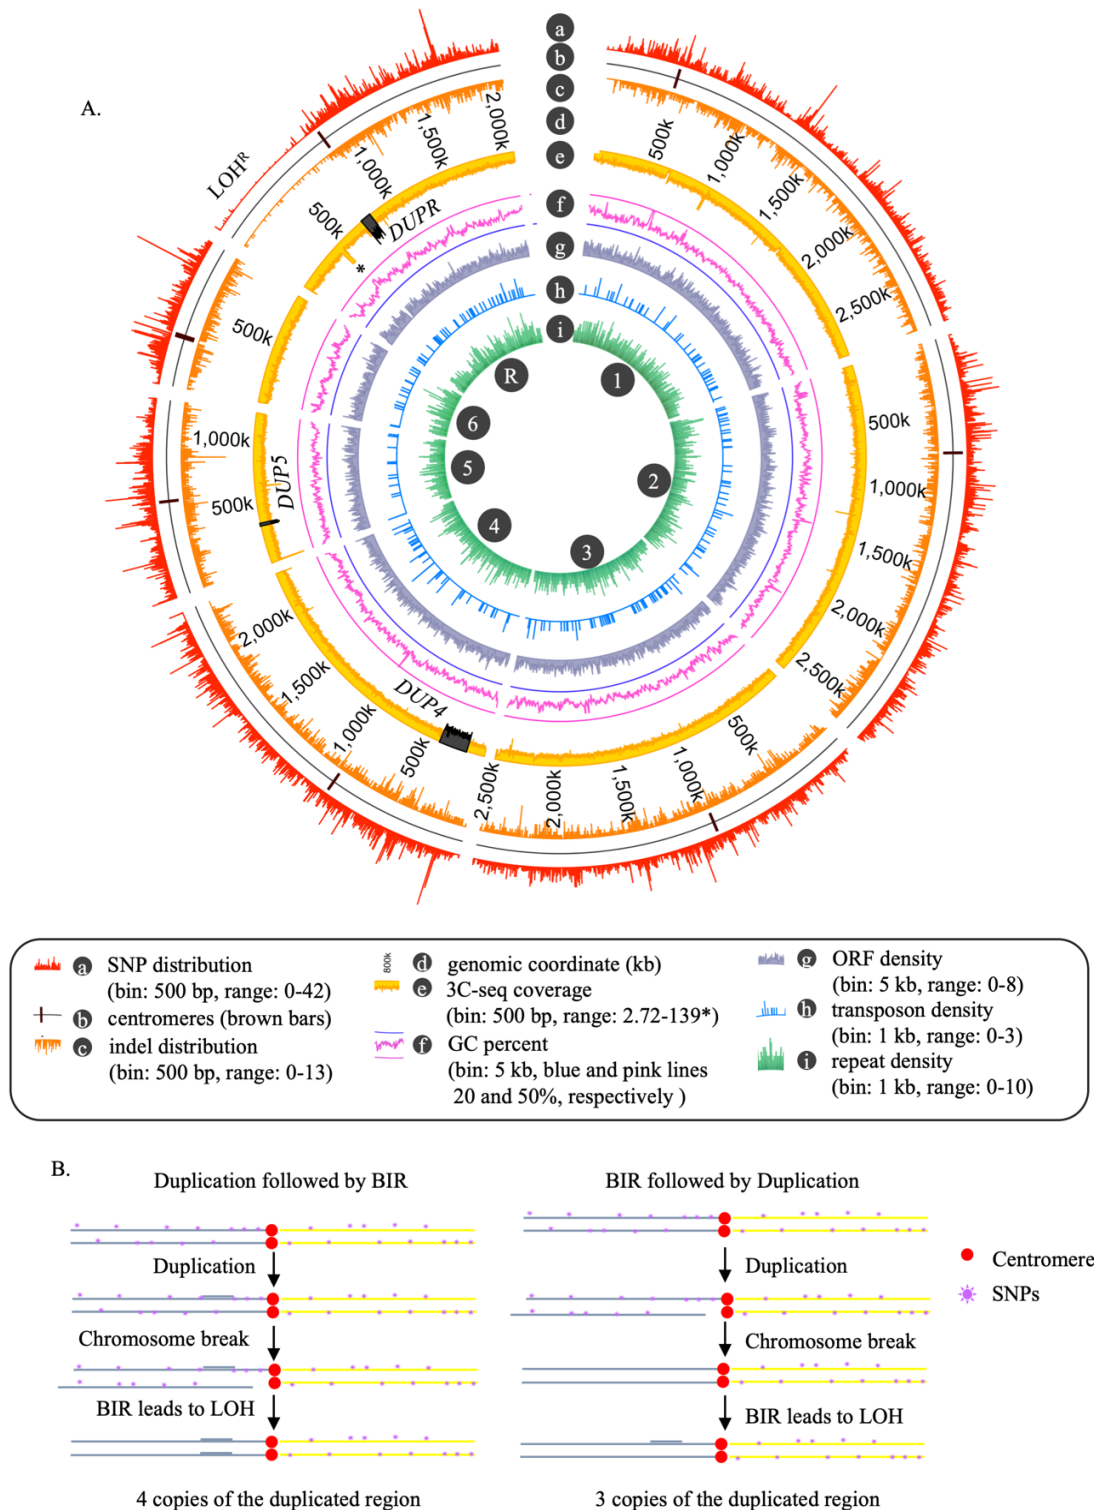 A.
a
b
c
d
e
f
g
h
i
LOHᴿ
DUPR
*
500k
1,000k
1,500k
2,000k
500k
1,000k
1,500k
2,000k
2,500k
500k
1,000k
1,500k
2,000k
2,500k
500k
1,000k
1,500k
2,000k
2,500k
500k
1,000k
1,500k
2,000k
DUP4
500k
1,000k
DUP5
500k
R
1
2
3
4
5
6
a SNP distribution
(bin: 500 bp, range: 0-42)
b centromeres (brown bars)
c indel distribution
(bin: 500 bp, range: 0-13)
800k
d genomic coordinate (kb)
e 3C-seq coverage
(bin: 500 bp, range: 2.72-139*)
f GC percent
(bin: 5 kb, blue and pink lines
20 and 50%, respectively )
g ORF density
(bin: 5 kb, range: 0-8)
h transposon density
(bin: 1 kb, range: 0-3)
i repeat density
(bin: 1 kb, range: 0-10)
B.
Duplication followed by BIR
Duplication
Chromosome break
BIR leads to LOH
4 copies of the duplicated region
BIR followed by Duplication
Duplication
Chromosome break
BIR leads to LOH
3 copies of the duplicated region
Centromere
SNPs